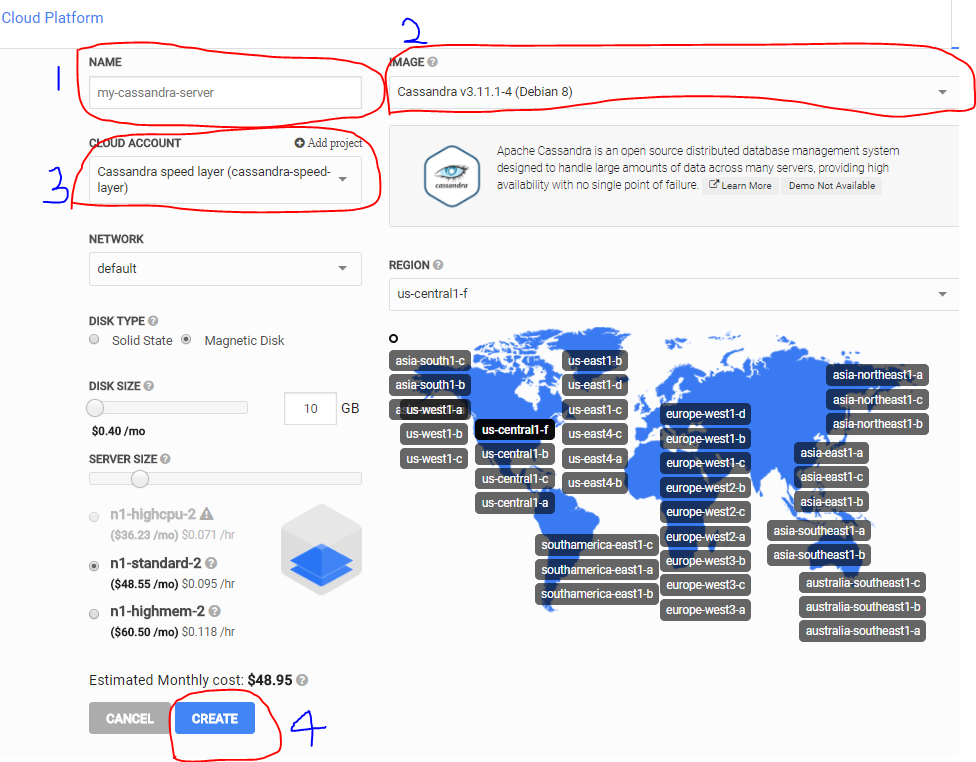 Cloud Platform
1
2
NAME
IMAGE
my-cassandra-server
Cassandra v3.11.1-4 (Debian 8)
3
CLOUD ACCOUNT
Add project
Cassandra speed layer (cassandra-speed-
layer)
cassandra
Apache Cassandra is an open source distributed database management system
designed to handle large amounts of data across many servers, providing high
availability with no single point of failure. Learn More Demo Not Available
NETWORK
default
REGION
us-central1-f
DISK TYPE
Solid State
Magnetic Disk
DISK SIZE
10 GB
$0.40 /mo
SERVER SIZE
n1-highcpu-2
($36.23 /mo) $0.071 /hr
n1-standard-2
($48.55 /mo) $0.095 /hr
n1-highmem-2
($60.50 /mo) $0.118 /hr
asia-south1-c
asia-south1-b
us-west1-a
us-west1-b
us-west1-c
us-central1-f
us-central1-b
us-central1-c
us-central1-a
us-east1-b
us-east1-d
us-east1-c
us-east4-c
us-east4-a
us-east4-b
southamerica-east1-c
southamerica-east1-a
southamerica-east1-b
europe-west1-d
europe-west1-b
europe-west1-c
europe-west2-b
europe-west2-c
europe-west2-a
europe-west3-b
europe-west3-c
europe-west3-a
asia-northeast1-a
asia-northeast1-c
asia-northeast1-b
asia-east1-a
asia-east1-c
asia-east1-b
asia-southeast1-a
asia-southeast1-b
australia-southeast1-c
australia-southeast1-b
australia-southeast1-a
Estimated Monthly cost: $48.95
CANCEL
CREATE
4